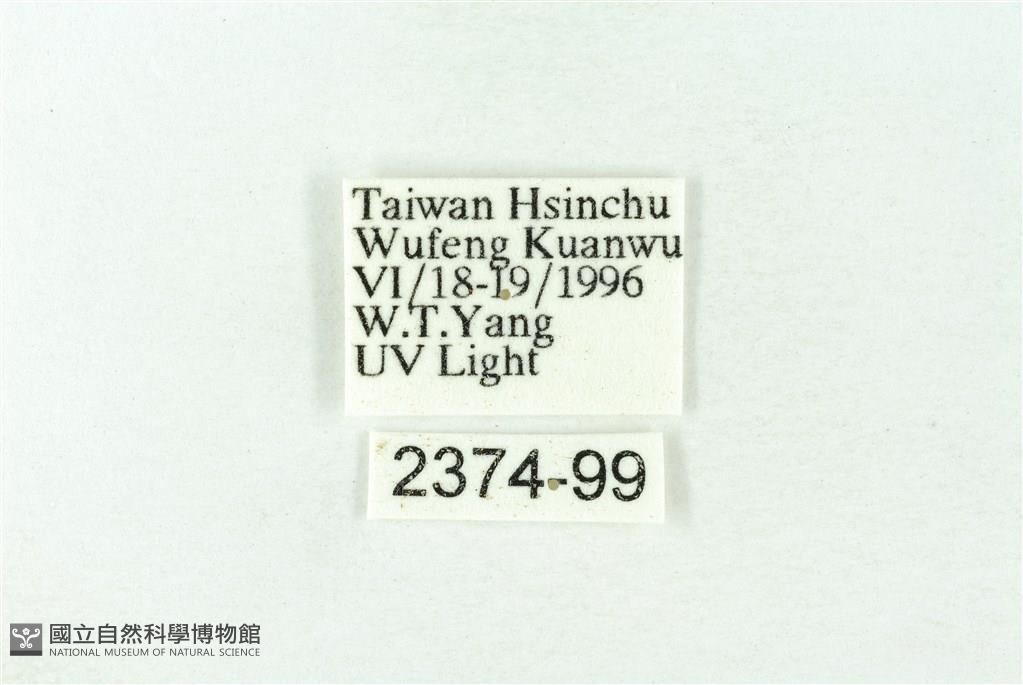 Taiwan Hsinchu
Wufeng Kuanwu
VI/18-19/1996
W.T.Yang
UV Light
2374-99
國立自然科學博物館
NATIONAL MUSEUM OF NATURAL SCIENCE